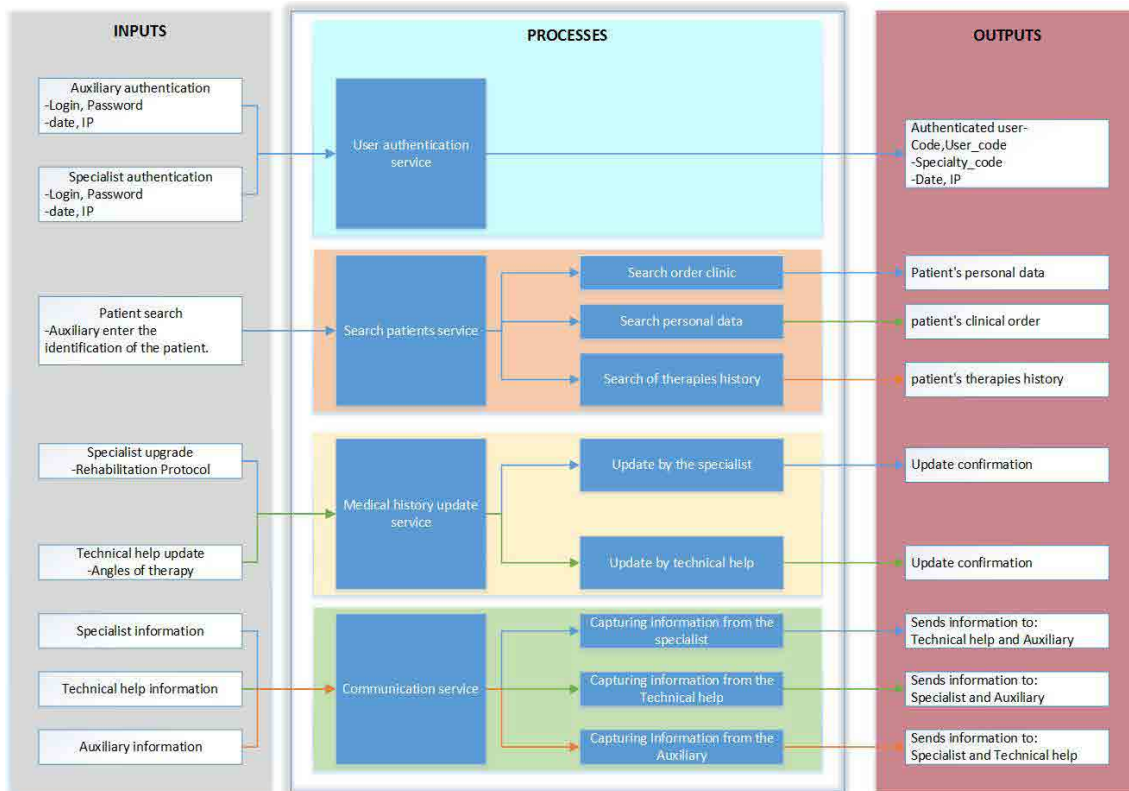 INPUTS
Auxiliary authentication
-Login, Password
-date, IP
Specialist authentication
-Login, Password
-date, IP
Patient search
-Auxiliary enter the
identification of the patient.
Specialist upgrade
-Rehabilitation Protocol
Technical help update
-Angles of therapy
Specialist information
Technical help information
Auxiliary information
PROCESSES
User authentication
service
Search patients service
Search order clinic
Search personal data
Search of therapies history
Medical history update
service
Update by the specialist
Update by technical help
Communication service
Capturing information from the
specialist
Capturing information from the
Technical help
Capturing information from the
Auxiliary
OUTPUTS
Authenticated user-
Code,User_code
-Specialty_code
-Date, IP
Patient's personal data
patient's clinical order
patient's therapies history
Update confirmation
Update confirmation
Sends information to:
Technical help and Auxiliary
Sends information to:
Specialist and Auxiliary
Sends information to:
Specialist and Technical help